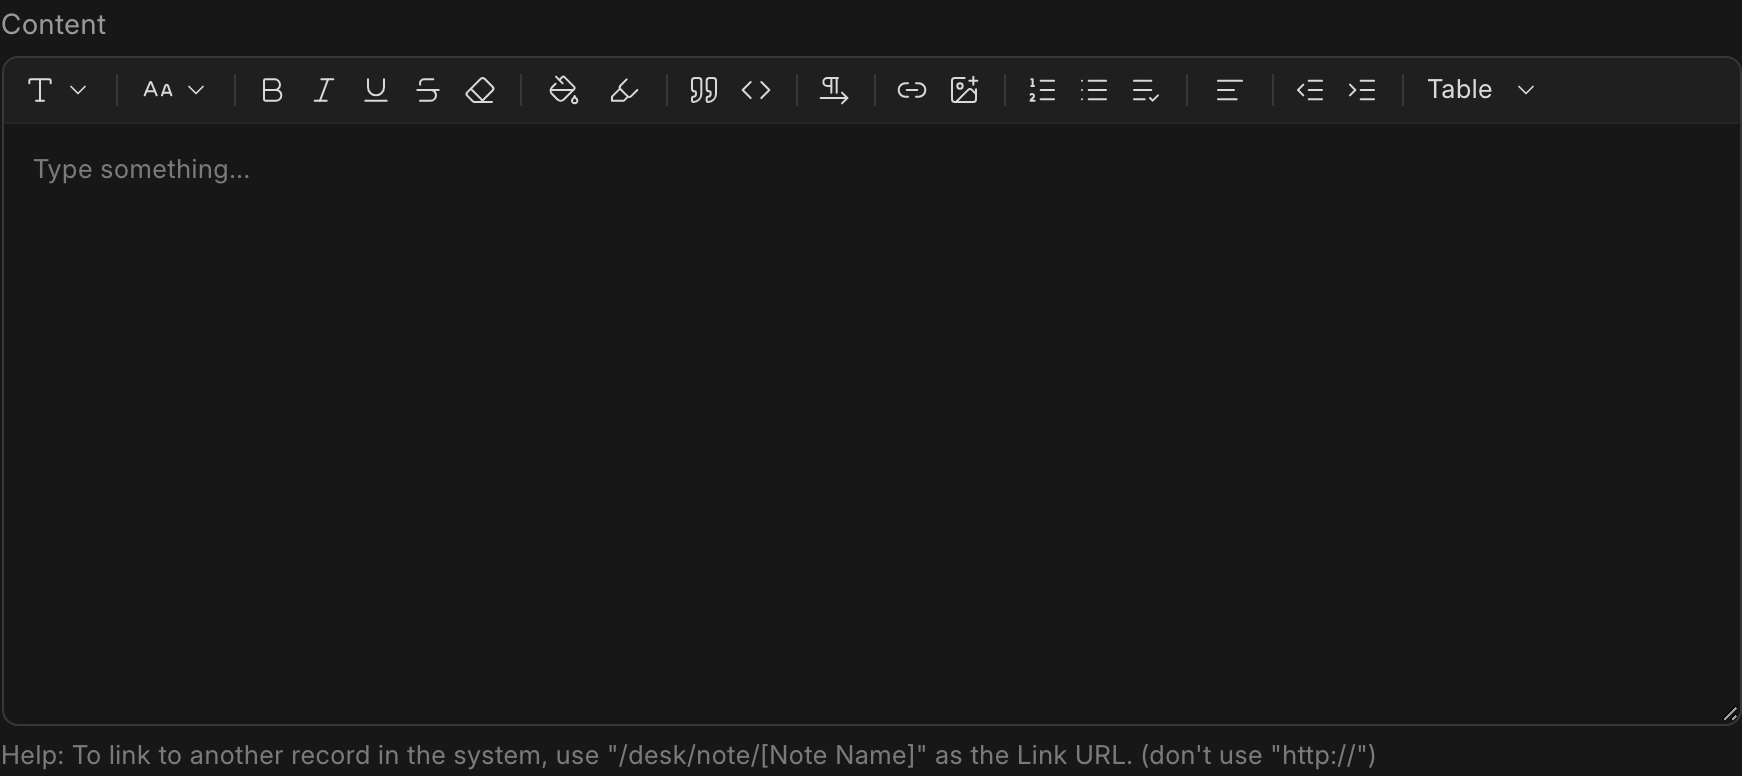 Content
Table
Type something...
Help: To link to another record in the system, use "/desk/note/[Note Name]" as the Link URL. (don't use "http://")